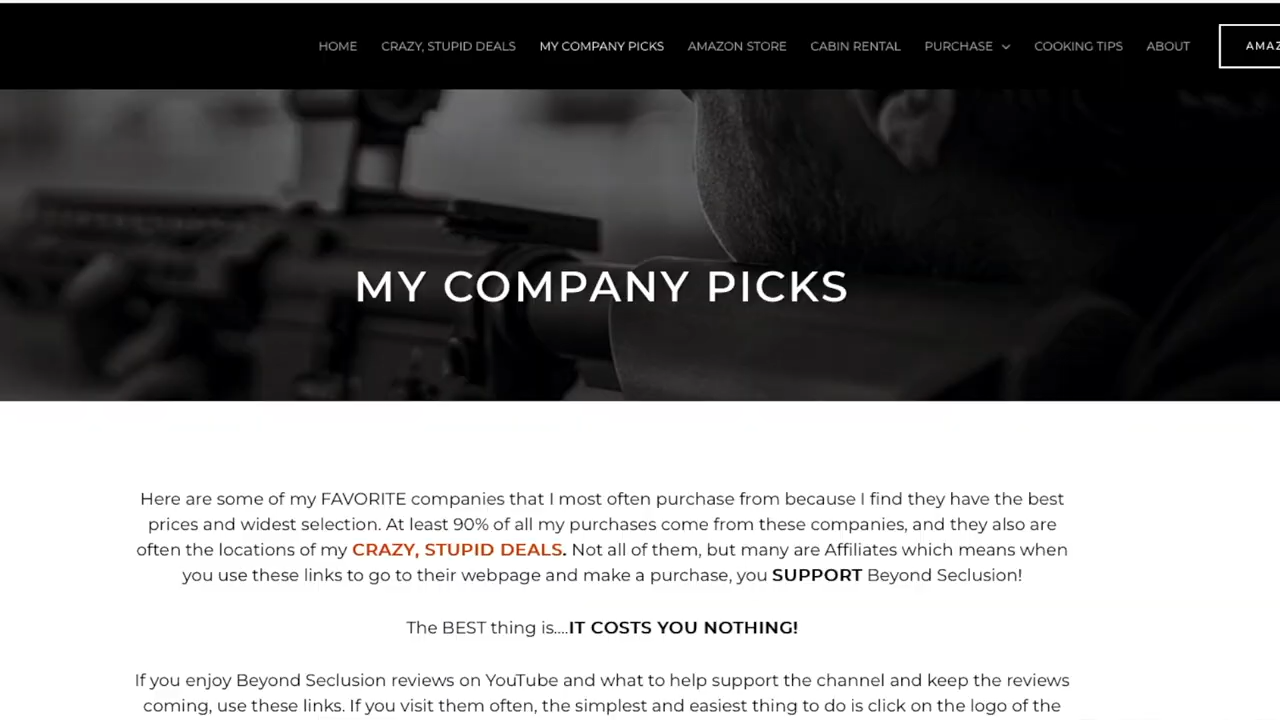 HOME CRAZY, STUPID DEALS MY COMPANY PICKS AMAZON STORE CABIN RENTAL PURCHASE COOKING TIPS ABOUT
MY COMPANY PICKS
Here are some of my FAVORITE companies that I most often purchase from because I find they have the best
prices and widest selection. At least 90% of all my purchases come from these companies, and they also are
often the locations of my CRAZY, STUPID DEALS. Not all of them, but many are Affiliates which means when
you use these links to go to their webpage and make a purchase, you SUPPORT Beyond Seclusion!
The BEST thing is....IT COSTS YOU NOTHING!
If you enjoy Beyond Seclusion reviews on YouTube and what to help support the channel and keep the reviews
coming, use these links. If you visit them often, the simplest and easiest thing to do is click on the logo of the